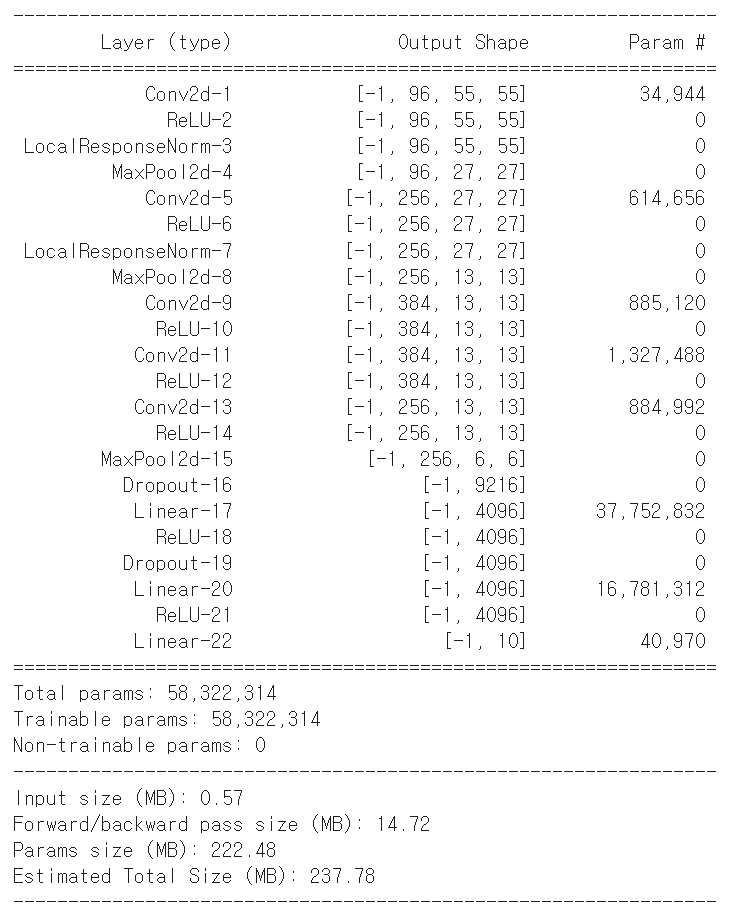 ----------------------------------------------------------------
Layer (type) Output Shape Param #
================================================================
Conv2d-1 [-1, 96, 55, 55] 34,944
ReLU-2 [-1, 96, 55, 55] 0
LocalResponseNorm-3 [-1, 96, 55, 55] 0
MaxPool2d-4 [-1, 96, 27, 27] 0
Conv2d-5 [-1, 256, 27, 27] 614,656
ReLU-6 [-1, 256, 27, 27] 0
LocalResponseNorm-7 [-1, 256, 27, 27] 0
MaxPool2d-8 [-1, 256, 13, 13] 0
Conv2d-9 [-1, 384, 13, 13] 885,120
ReLU-10 [-1, 384, 13, 13] 0
Conv2d-11 [-1, 384, 13, 13] 1,327,488
ReLU-12 [-1, 384, 13, 13] 0
Conv2d-13 [-1, 256, 13, 13] 884,992
ReLU-14 [-1, 256, 13, 13] 0
MaxPool2d-15 [-1, 256, 6, 6] 0
Dropout-16 [-1, 9216] 0
Linear-17 [-1, 4096] 37,752,832
ReLU-18 [-1, 4096] 0
Dropout-19 [-1, 4096] 0
Linear-20 [-1, 4096] 16,781,312
ReLU-21 [-1, 4096] 0
Linear-22 [-1, 10] 40,970
================================================================
Total params: 58,322,314
Trainable params: 58,322,314
Non-trainable params: 0
----------------------------------------------------------------
Input size (MB): 0.57
Forward/backward pass size (MB): 14.72
Params size (MB): 222.48
Estimated Total Size (MB): 237.78
----------------------------------------------------------------